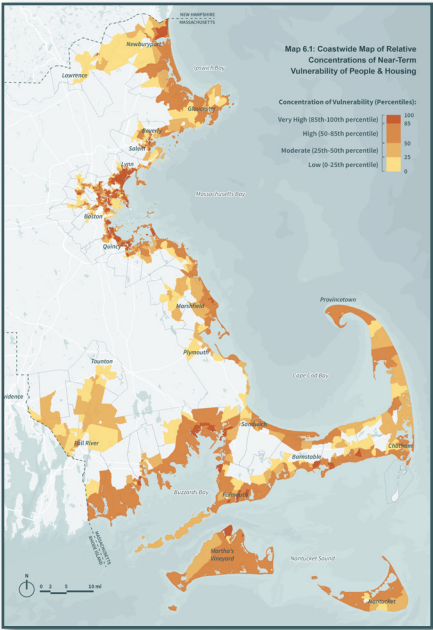 NEW HAMPSHIRE
MASSACHUSETTS
Newburyport
Map 6.1: Coastwide Map of Relative
Concentrations of Near-Term
Vulnerability of People & Housing
Ipswich Bay
Lawrence
Gloucester
Concentration of Vulnerability (Percentiles):
Very High (85th-100th percentile)
100
85
High (50-85th percentile)
Moderate (25th-50th percentile)
50
25
Low (0-25th percentile)
0
Beverly
Salem
Lynn
Massachusetts Bay
Boston
Quincy
Marshfield
Provincetown
Plymouth
Taunton
Cape Cod Bay
vidence
Fall River
Sandwich
Chatham
Barnstable
Buzzards Bay
Falmouth
MASSACHUSETTS
RHODE ISLAND
Martha's
Vineyard
Nantucket Sound
Nantucket
N
0 2 5 10 mi